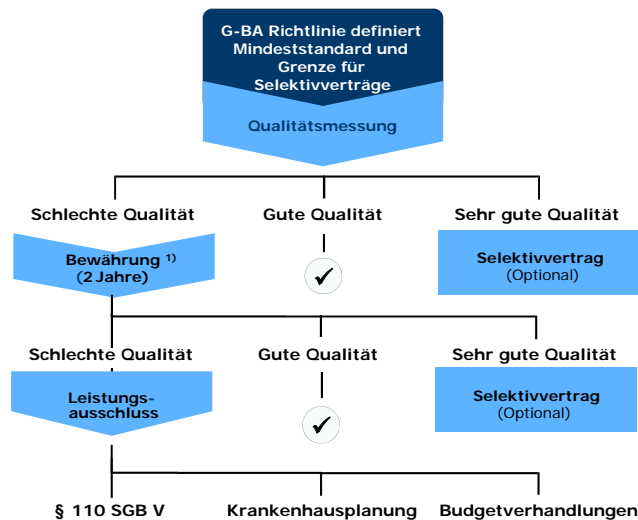 G-BA Richtlinie definiert
Mindeststandard und
Grenze für
Selektivverträge
Qualitätsmessung
Schlechte Qualität
Gute Qualität
Sehr gute Qualität
Bewährung 1)
(2 Jahre)
Selektivvertrag
(Optional)
Schlechte Qualität
Gute Qualität
Sehr gute Qualität
Leistungs-
ausschluss
Selektivvertrag
(Optional)
§ 110 SGB V
Krankenhausplanung
Budgetverhandlungen